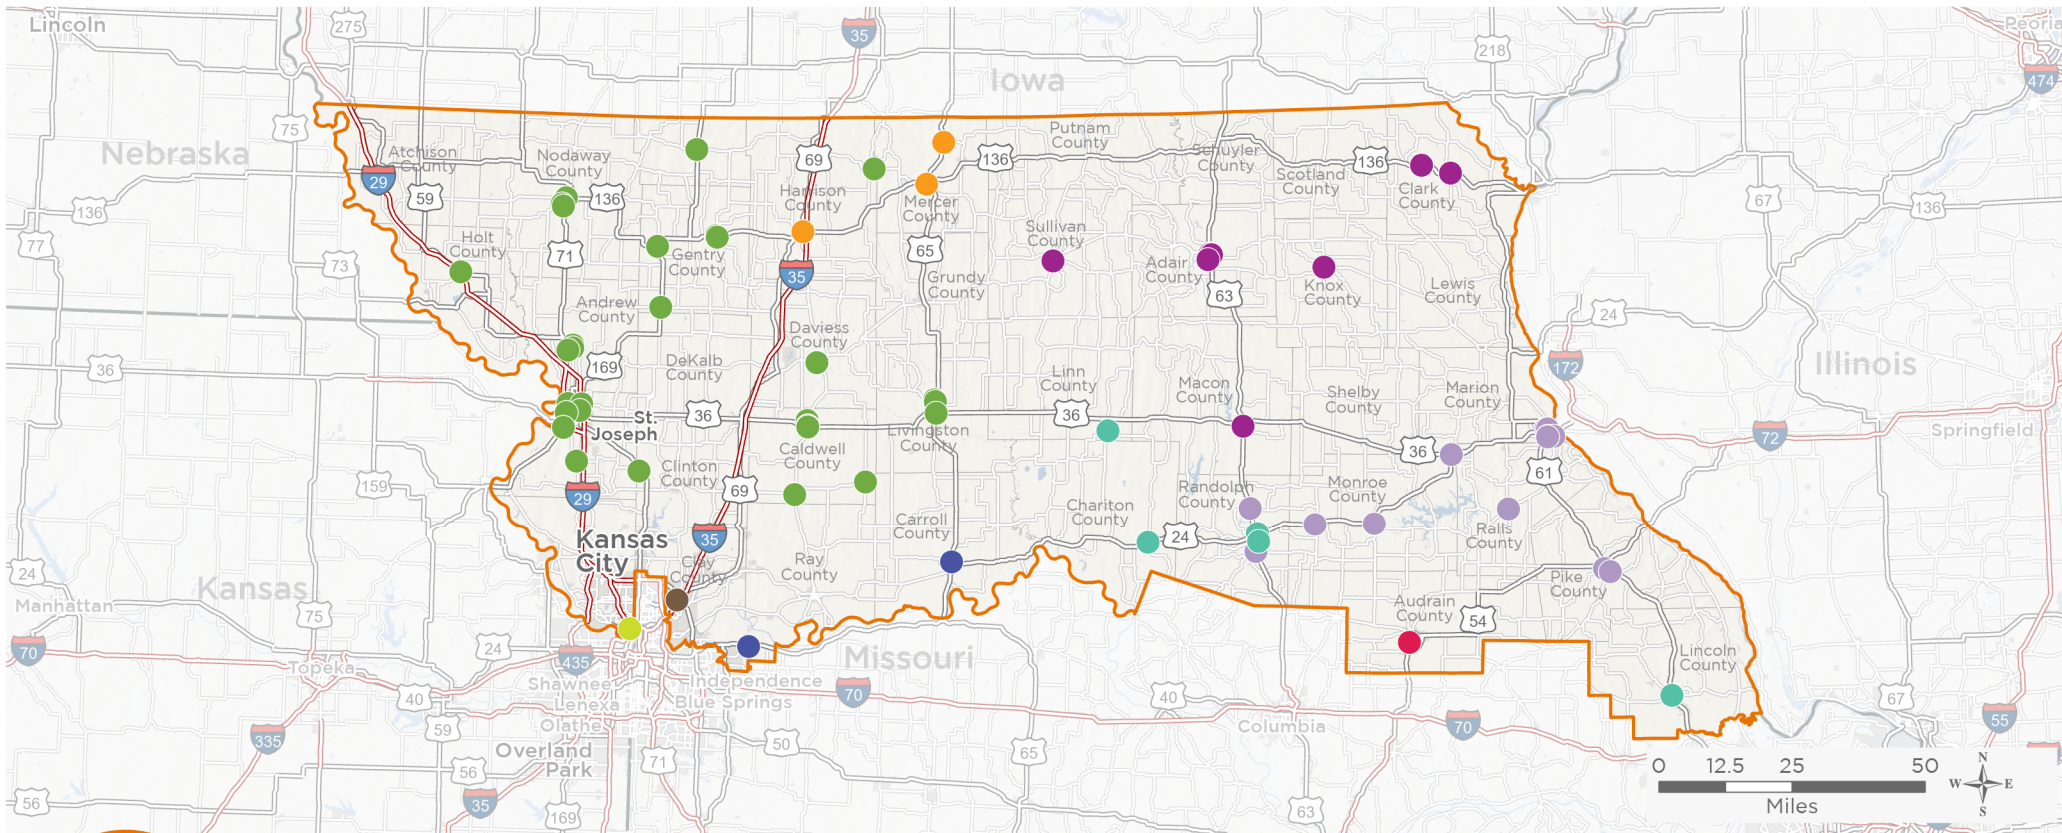 Lincoln
275
35
Iowa
218
Peoria
474
Nebraska
75
29
Atchison
County
59
Nodaway
County
136
71
69
Harrison
County
Mercer
County
65
136
Putnam
County
Schuyler
County
Scotland
County
136
Clark
County
67
136
136
77
73
Holt
County
Gentry
County
35
Grundy
County
Sullivan
County
Adair
County
63
Knox
County
Lewis
County
24
Andrew
County
169
DeKalb
County
Daviess
County
Linn
County
Macon
County
Shelby
County
Marion
County
172
Illinois
36
St.
Joseph
36
Caldwell
County
Livingston
County
36
36
61
72
Springfield
159
29
Clinton
County
69
Randolph
County
Monroe
County
Ralls
County
Kansas
City
35
Clay
County
Ray
County
Carroll
County
Chariton
County
24
Pike
County
24
Manhattan
Kansas
75
Audrain
County
54
Lincoln
County
70
24
Topeka
435
Shawnee
Lenexa
Olathe
Independence
Blue Springs
Missouri
70
40
Columbia
70
67
55
40
59
335
Overland
Park
56
71
50
65
56
35
169
63
0 12.5 25 50
Miles
N
W E
S